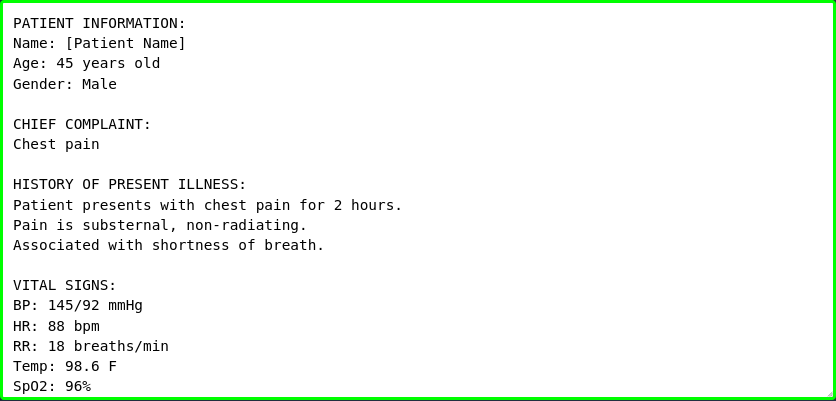 PATIENT INFORMATION:
Name: [Patient Name]
Age: 45 years old
Gender: Male

CHIEF COMPLAINT:
Chest pain

HISTORY OF PRESENT ILLNESS:
Patient presents with chest pain for 2 hours.
Pain is substernal, non-radiating.
Associated with shortness of breath.

VITAL SIGNS:
BP: 145/92 mmHg
HR: 88 bpm
RR: 18 breaths/min
Temp: 98.6 F
SpO2: 96%